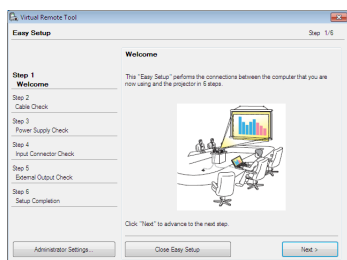 Virtual Remote Tool
Easy Setup
Step 1/6
Welcome
Step 1
Welcome
This "Easy Setup" performs the connections between the computer that you are
now using and the projector in 6 steps.
Step 2
Cable Check
Step 3
Power Supply Check
Step 4
Input Connector Check
Step 5
External Output Check
Step 6
Setup Completion
Click "Next" to advance to the next step.
Administrator Settings...
Close Easy Setup
Next >